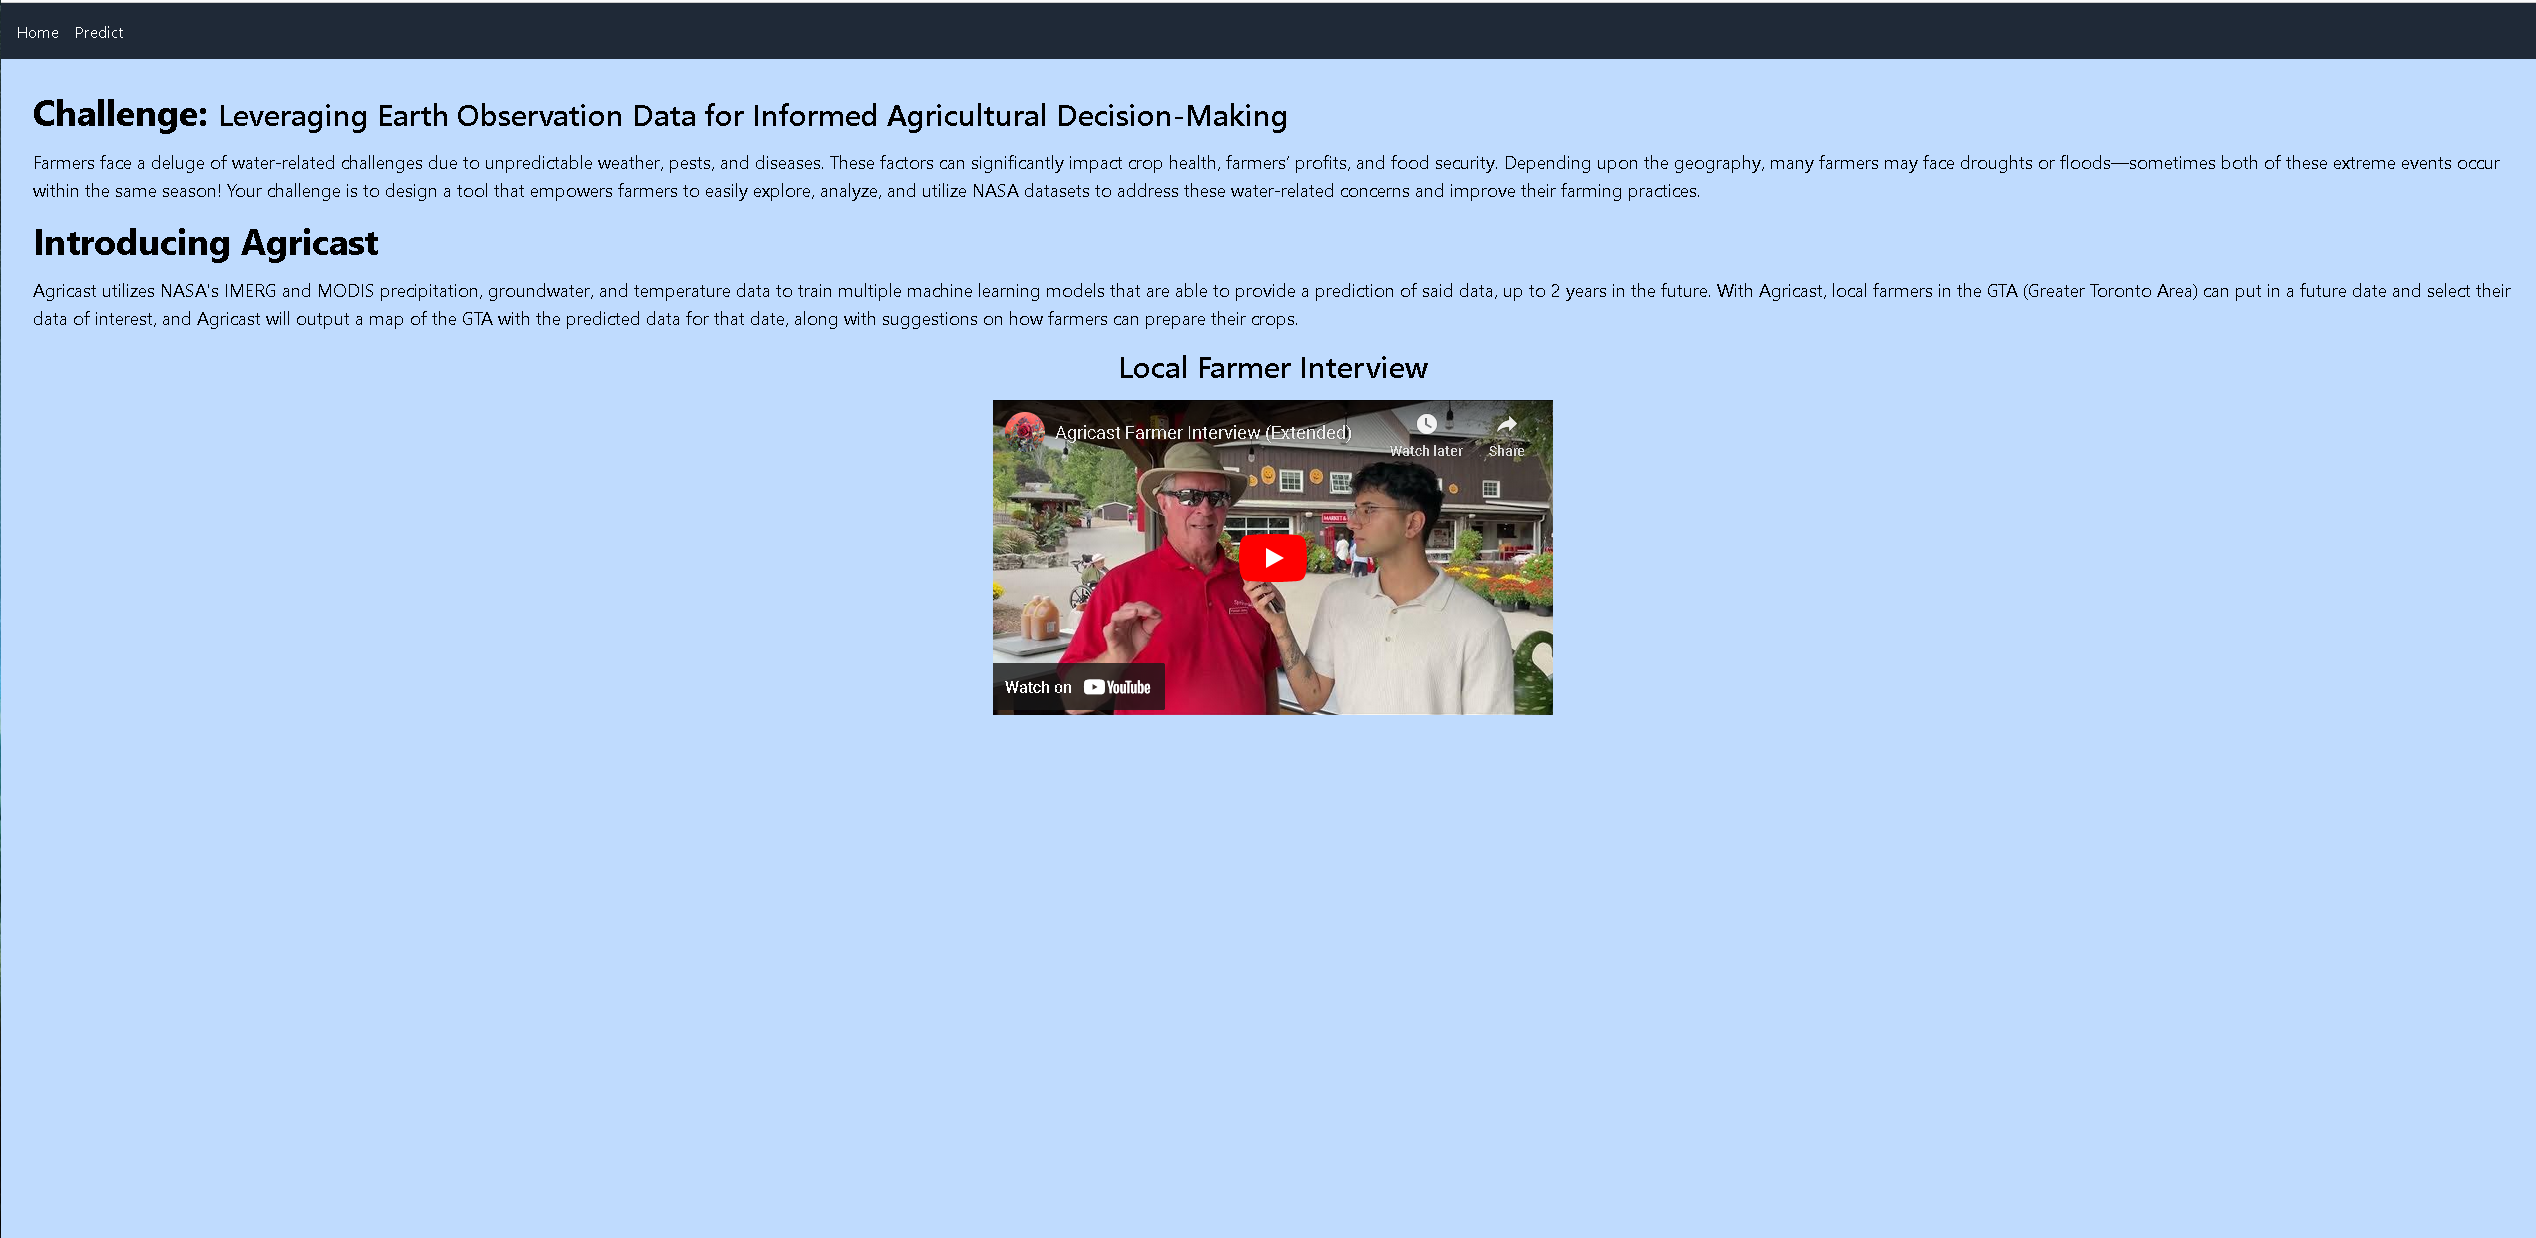 Home Predict
Challenge: Leveraging Earth Observation Data for Informed Agricultural Decision-Making
Farmers face a deluge of water-related challenges due to unpredictable weather, pests, and diseases. These factors can significantly impact crop health, farmers’ profits, and food security. Depending upon the geography, many farmers may face droughts or floods—sometimes both of these extreme events occur
within the same season! Your challenge is to design a tool that empowers farmers to easily explore, analyze, and utilize NASA datasets to address these water-related concerns and improve their farming practices.
Introducing Agricast
Agricast utilizes NASA's IMERG and MODIS precipitation, groundwater, and temperature data to train multiple machine learning models that are able to provide a prediction of said data, up to 2 years in the future. With Agricast, local farmers in the GTA (Greater Toronto Area) can put in a future date and select their
data of interest, and Agricast will output a map of the GTA with the predicted data for that date, along with suggestions on how farmers can prepare their crops.
Local Farmer Interview
Agricast Farmer Interview (Extended)
Watch later Share
MARKET &
Watch on YouTube